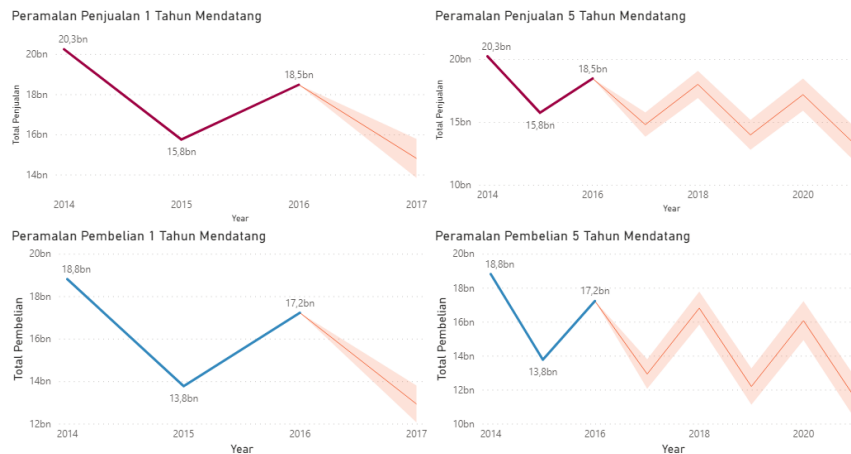 Peramalan Penjualan 1 Tahun Mendatang
20,3bn
20bn
18,5bn
18bn
16bn
15,8bn
14bn
Total Penjualan
2014
2015
2016
2017
Year
Peramalan Penjualan 5 Tahun Mendatang
20,3bn
20bn
18,5bn
15,8bn
15bn
10bn
Total Penjualan
2014
2016
2018
2020
Year
Peramalan Pembelian 1 Tahun Mendatang
20bn
18,8bn
18bn
17,2bn
16bn
14bn
13,8bn
12bn
Total Pembelian
2014
2015
2016
2017
Year
Peramalan Pembelian 5 Tahun Mendatang
20bn
18,8bn
18bn
17,2bn
16bn
14bn
13,8bn
12bn
10bn
Total Pembelian
2014
2016
2018
2020
Year